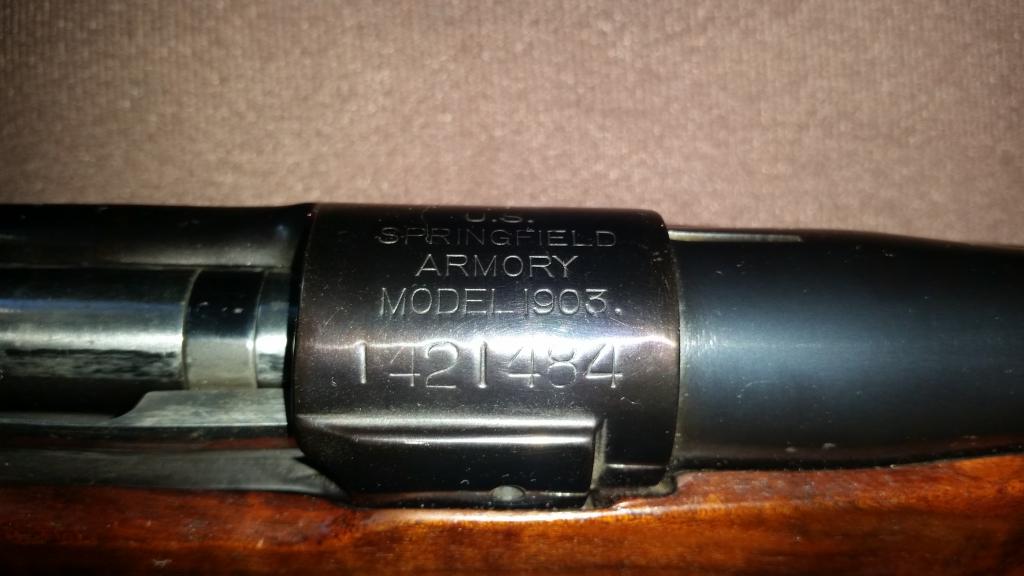 U.S.
SPRINGFIELD
ARMORY
MODEL 1903.
1421484